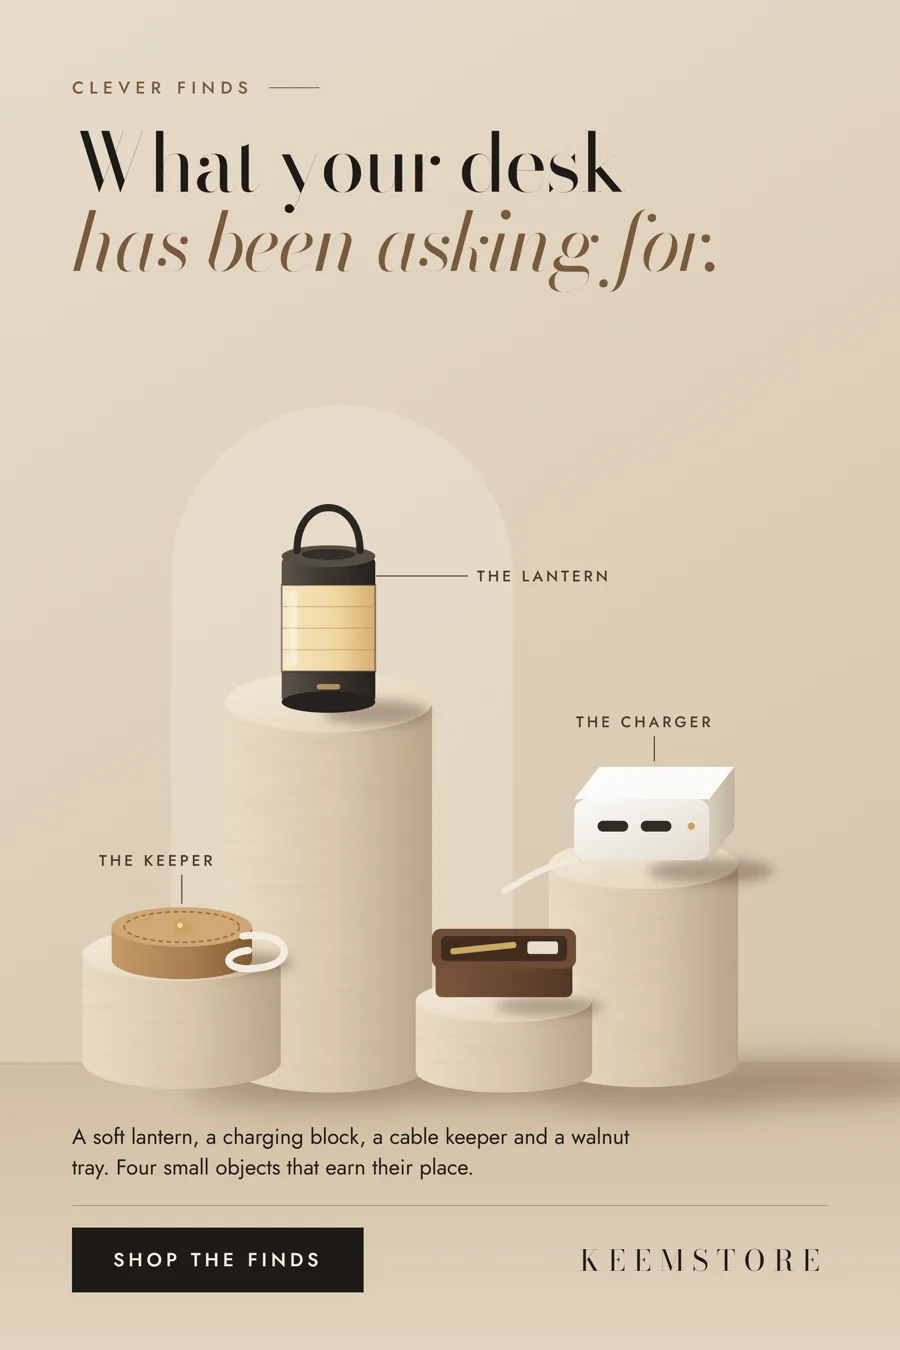 CLEVER FINDS
What your desk
has been asking for.
THE LANTERN
THE CHARGER
THE KEEPER
A soft lantern, a charging block, a cable keeper and a walnut
tray. Four small objects that earn their place.
SHOP THE FINDS
KEEMSTORE